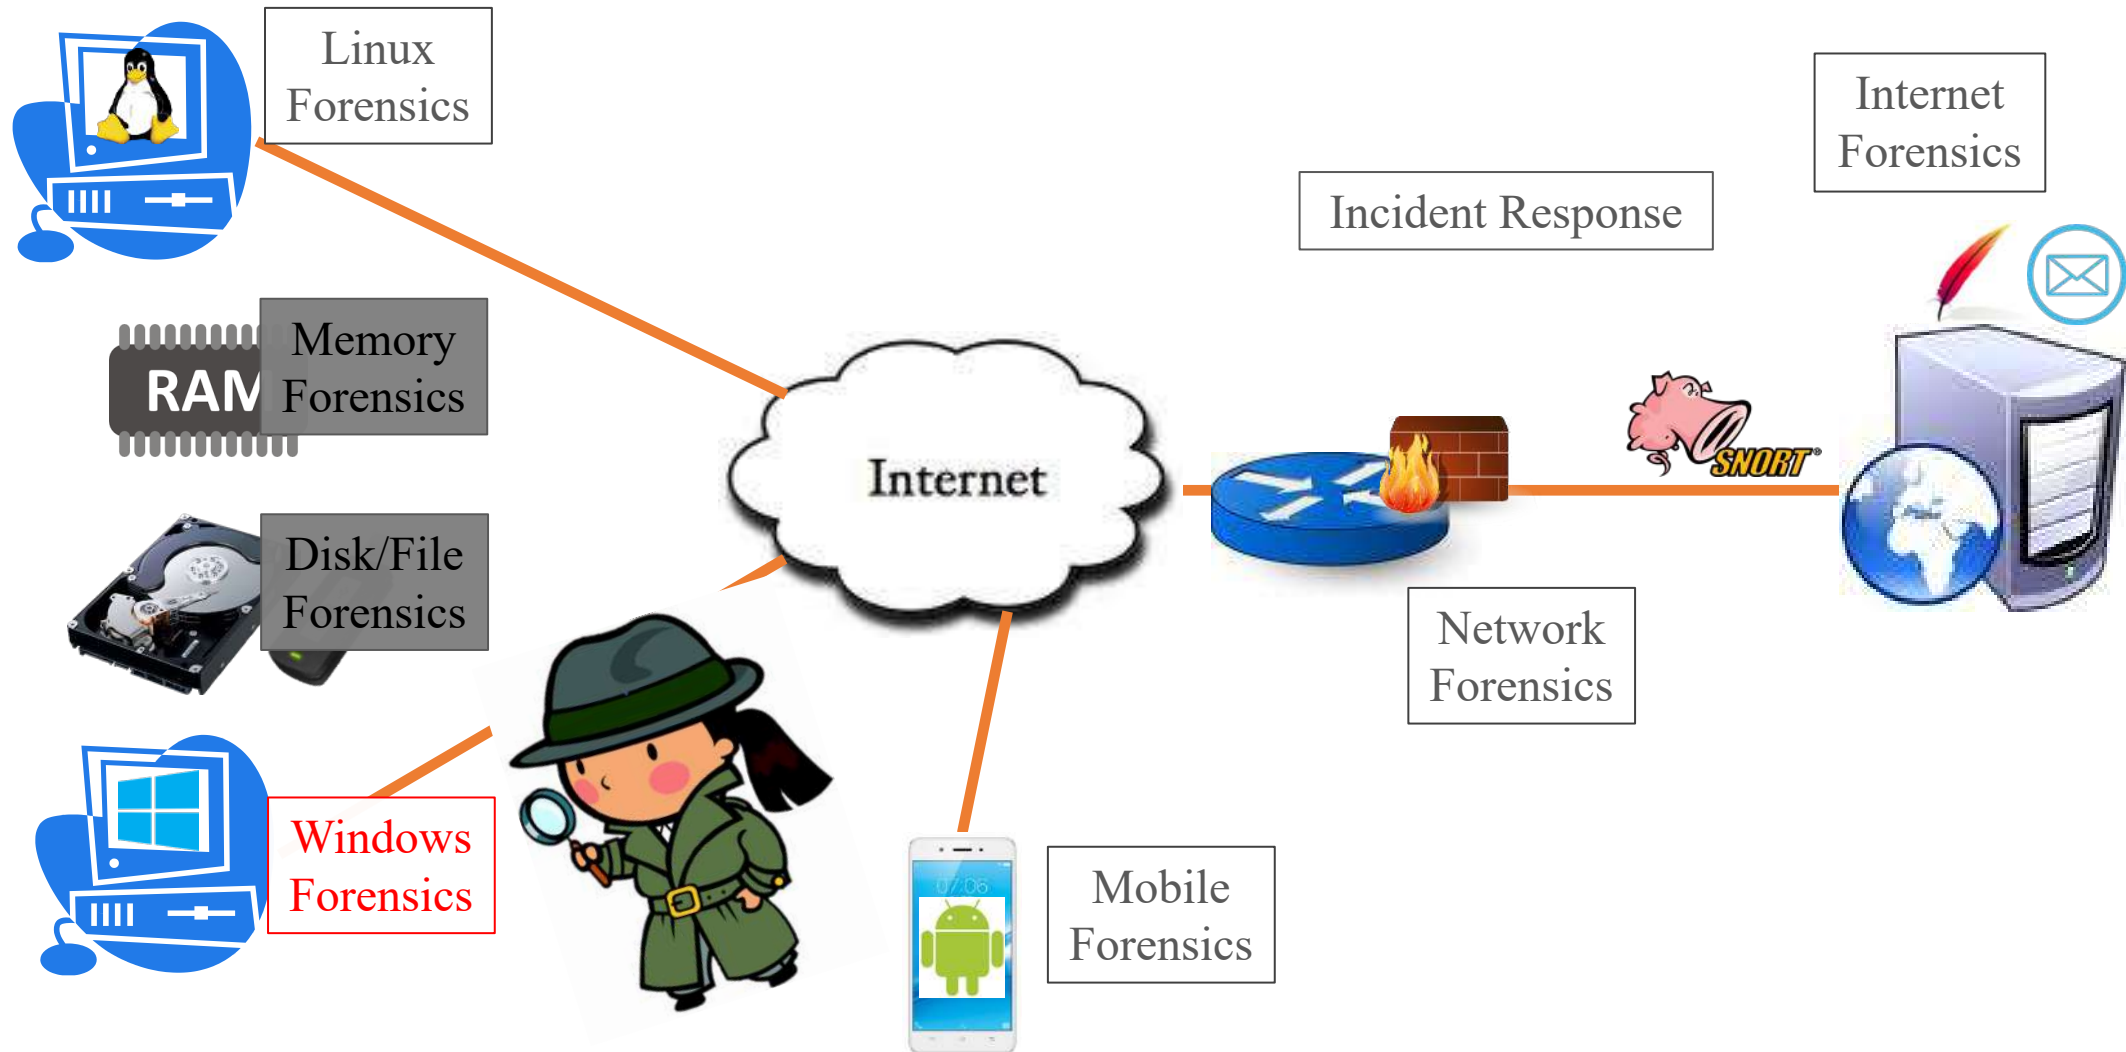 Linux
Forensics
Internet
Forensics
Incident Response
Memory
Forensics
RAM
Internet
SNORT®
Disk/File
Forensics
Network
Forensics
Windows
Forensics
07:06
Mobile
Forensics